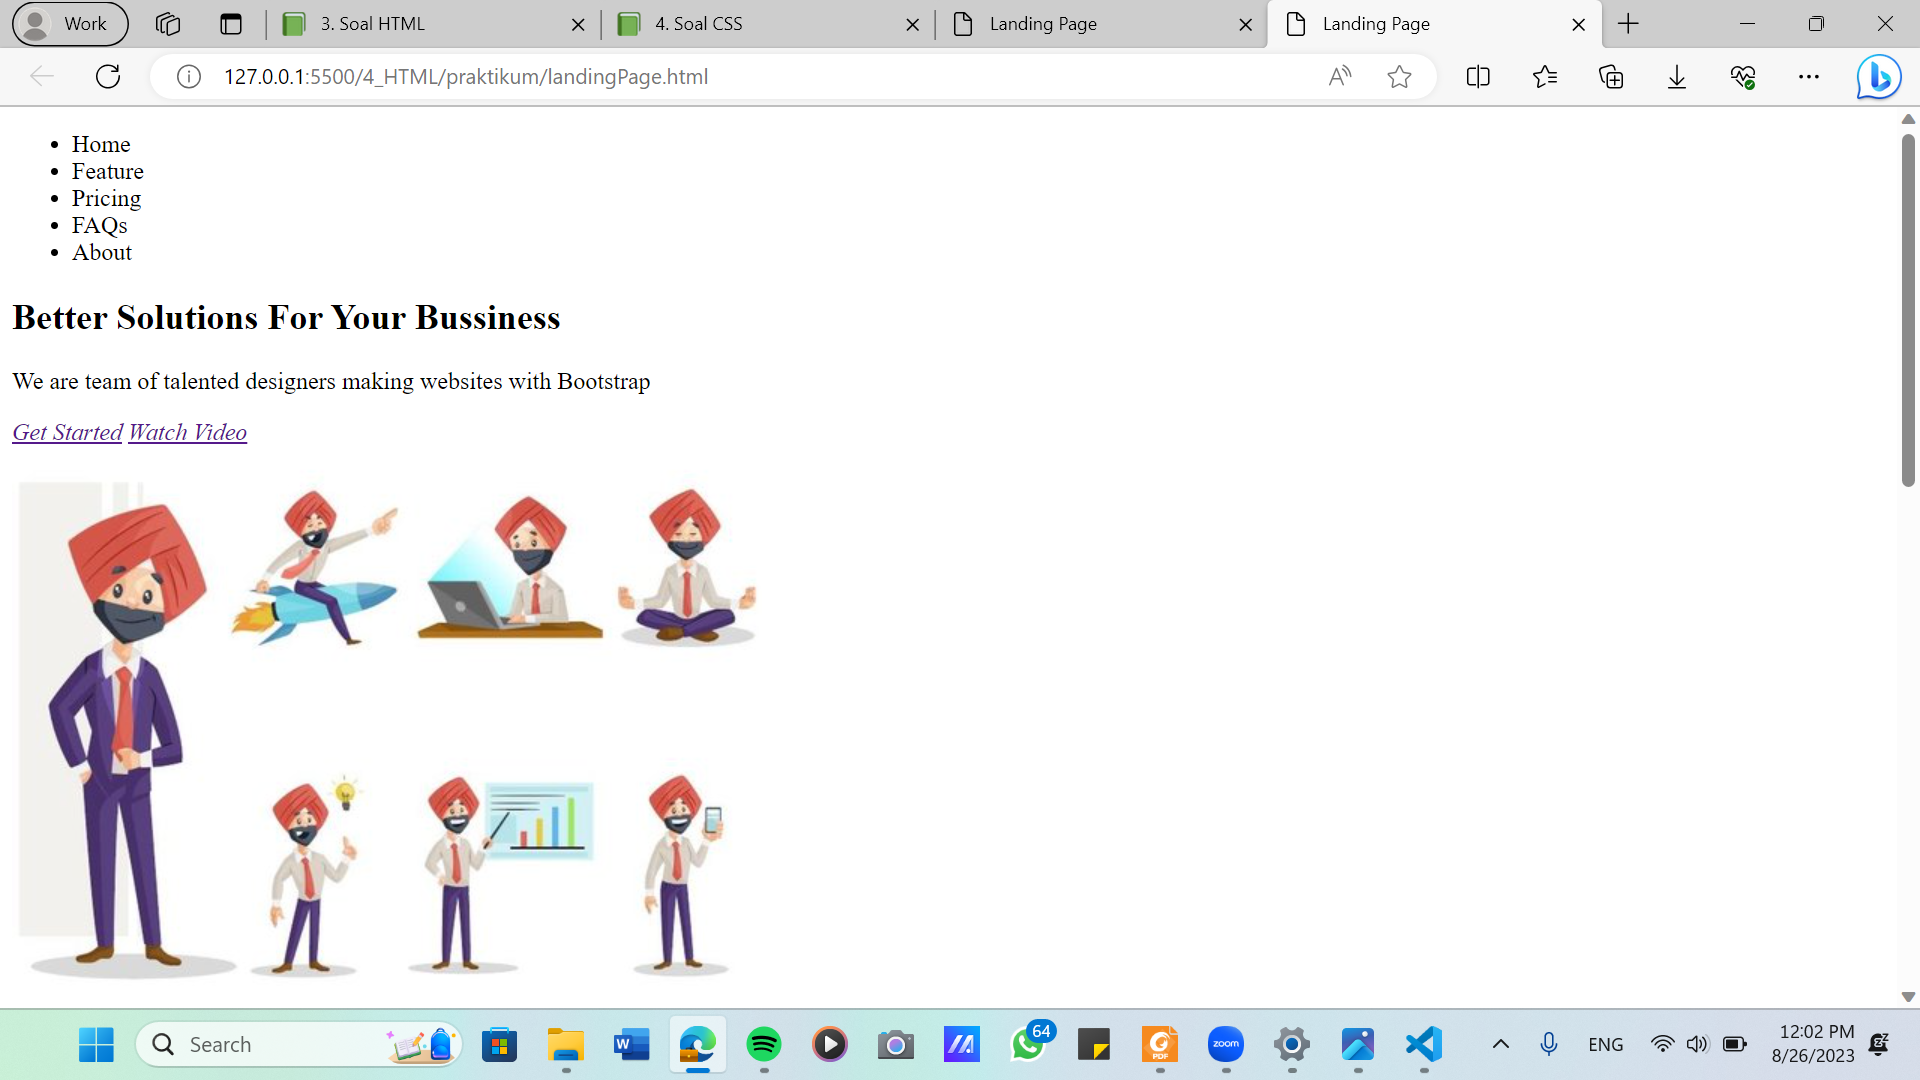 Work
3. Soal HTML
4. Soal CSS
Landing Page
Landing Page
127.0.0.1:5500/4_HTML/praktikum/landingPage.html
Home
Feature
Pricing
FAQs
About
Better Solutions For Your Bussiness
We are team of talented designers making websites with Bootstrap
Get Started Watch Video
Search
W
64
PDF
zoom
ENG
12:02 PM
8/26/2023